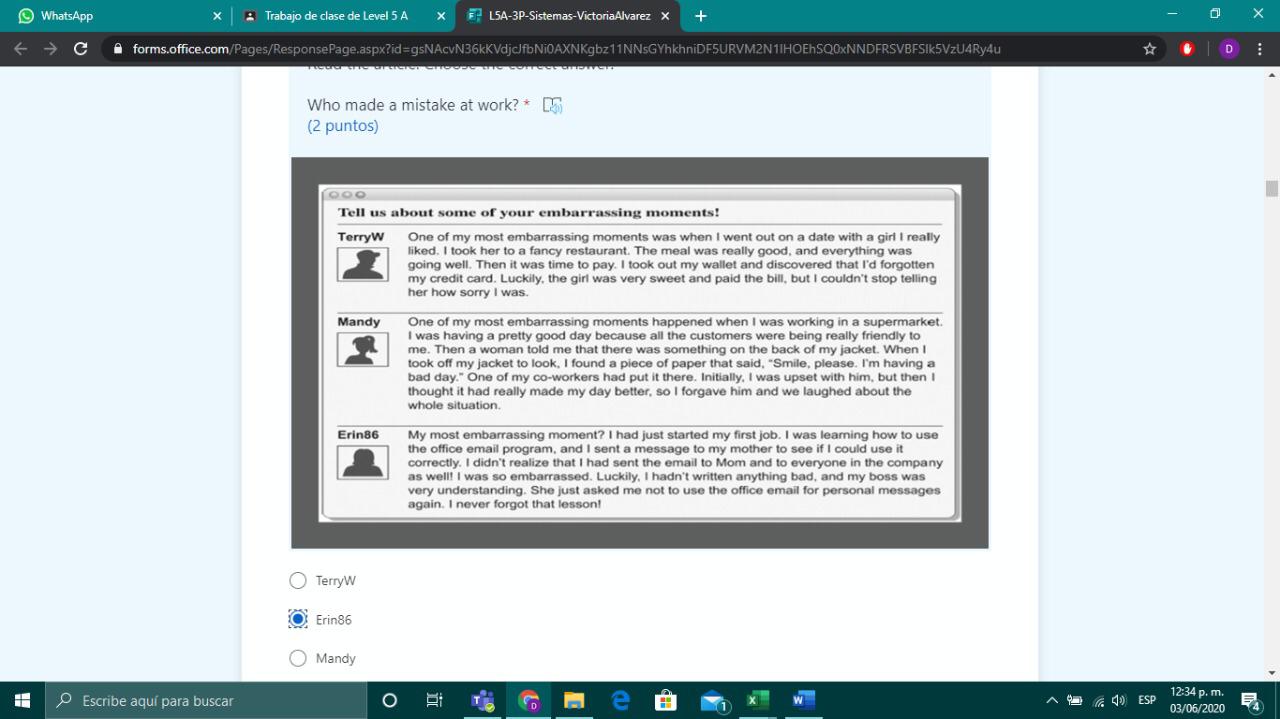 WhatsApp
Trabajo de clase de Level 5 A
L5A-3P-Sistemas-VictoriaAlvarez
forms.office.com/Pages/ResponsePage.aspx?id=gsNAcvN36kKVdjcJfbNi0AXNKgbz11NNsGYhkhniDF5URVM2N1IHOEhSQ0xNNDFRSVBFSlk5VzU4Ry4u
D
Read the article. Choose the correct answer.
Who made a mistake at work? *
(2 puntos)
Tell us about some of your embarrassing moments!
TerryW
One of my most embarrassing moments was when I went out on a date with a girl I really
liked. I took her to a fancy restaurant. The meal was really good, and everything was
going well. Then it was time to pay. I took out my wallet and discovered that I'd forgotten
my credit card. Luckily, the girl was very sweet and paid the bill, but I couldn't stop telling
her how sorry I was.
Mandy
One of my most embarrassing moments happened when I was working in a supermarket.
I was having a pretty good day because all the customers were being really friendly to
me. Then a woman told me that there was something on the back of my jacket. When I
took off my jacket to look, I found a piece of paper that said, "Smile, please. I'm having a
bad day." One of my co-workers had put it there. Initially, I was upset with him, but then I
thought it had really made my day better, so I forgave him and we laughed about the
whole situation.
Erin86
My most embarrassing moment? I had just started my first job. I was learning how to use
the office email program, and I sent a message to my mother to see if I could use it
correctly. I didn't realize that I had sent the email to Mom and to everyone in the company
as well! I was so embarrassed. Luckily, I hadn't written anything bad, and my boss was
very understanding. She just asked me not to use the office email for personal messages
again. I never forgot that lesson!
TerryW
Erin86
Mandy
Escribe aquí para buscar
D
1
ESP
12:34 p. m.
03/06/2020
4